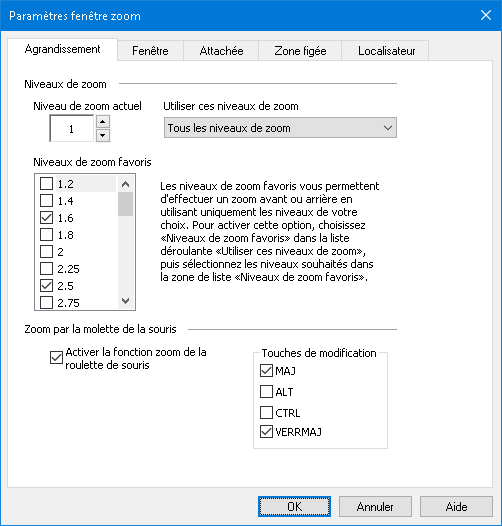 Paramètres fenêtre zoom
Agrandissement
Fenêtre
Attachée
Zone figée
Localisateur
Niveaux de zoom
Niveau de zoom actuel
1
Utiliser ces niveaux de zoom
Tous les niveaux de zoom
Niveaux de zoom favoris
1.2
1.4
1.6
1.8
2
2.25
2.5
2.75
Les niveaux de zoom favoris vous permettent
d'effectuer un zoom avant ou arrière en
utilisant uniquement les niveaux de votre
choix. Pour activer cette option, choisissez
«Niveaux de zoom favoris» dans la liste
déroulante «Utiliser ces niveaux de zoom»,
puis sélectionnez les niveaux souhaités dans
la zone de liste «Niveaux de zoom favoris».
Zoom par la molette de la souris
Activer la fonction zoom de la
roulette de souris
Touches de modification
MAJ
ALT
CTRL
VERRMAJ
OK
Annuler
Aide